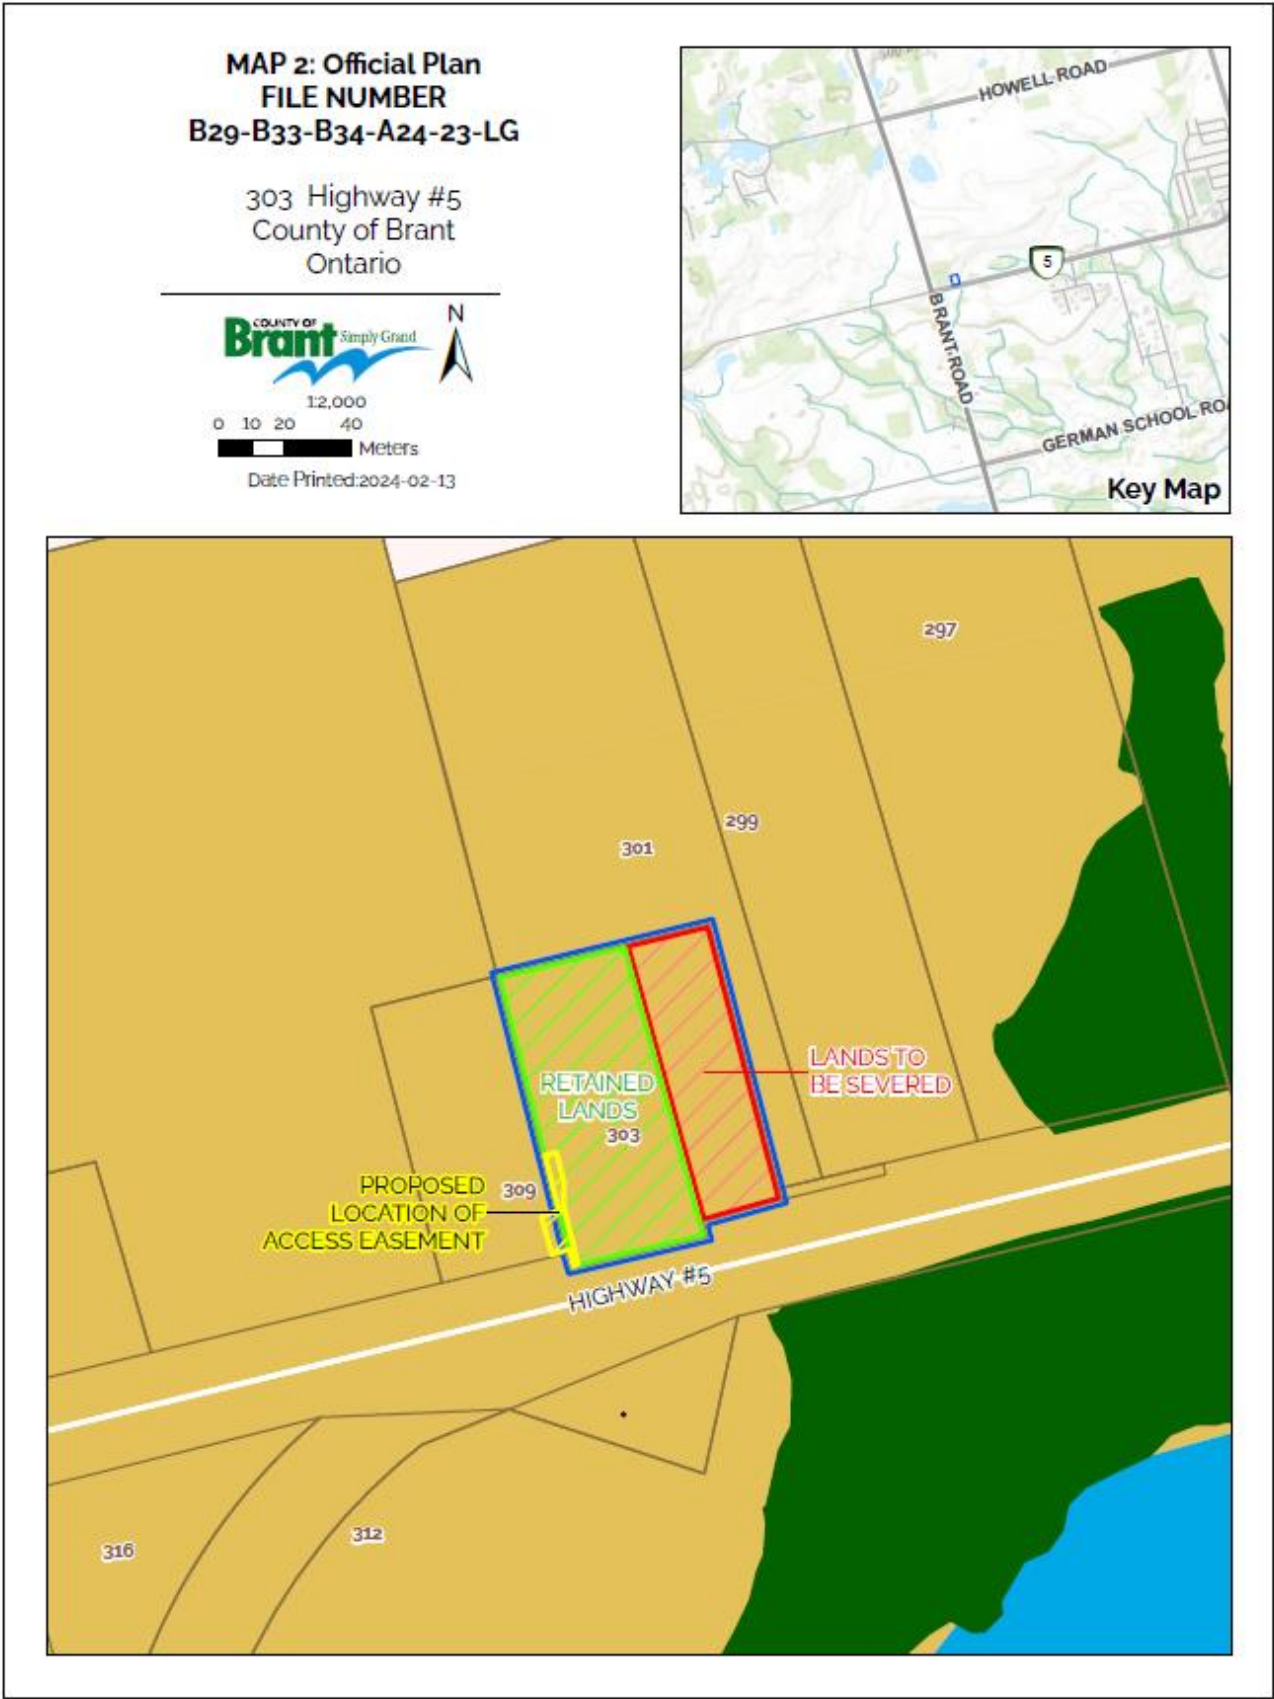 MAP 2: Official Plan
FILE NUMBER
B29-B33-B34-A24-23-LG
303 Highway #5
County of Brant
Ontario
COUNTY OF
Brant Simply Grand
N
1:2,000
0 10 20 40
Meters
Date Printed:2024-02-13
HOWELL ROAD
5
BRANT ROAD
GERMAN SCHOOL RO
Key Map
297
299
301
RETAINED
LANDS
303
LANDS TO
BE SEVERED
PROPOSED
LOCATION OF
ACCESS EASEMENT
309
HIGHWAY #5
312
316